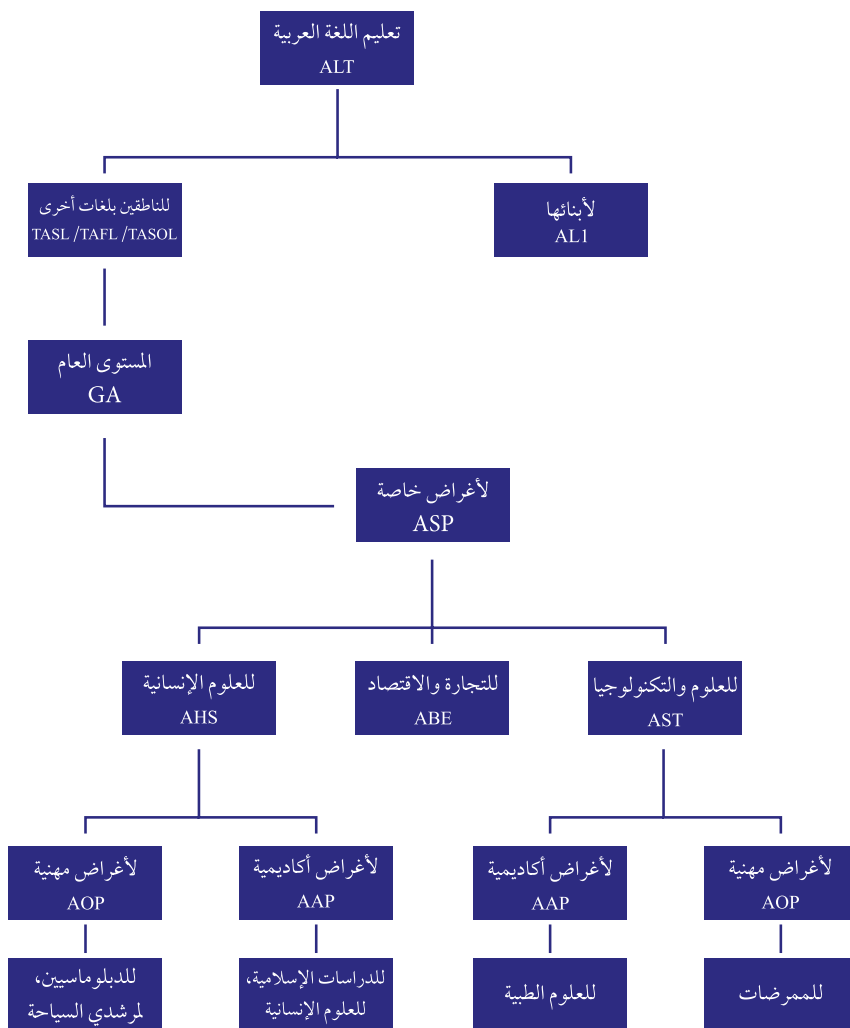 تعليم اللغة العربية
ALT
لأبنائها
AL1
للناطقين بلغات أخرى
TASL /TAFL /TASOL
المستوى العام
GA
لأغراض خاصة
ASP
للعلوم والتكنولوجيا
AST
للتجارة والاقتصاد
ABE
للعلوم الإنسانية
AHS
لأغراض مهنية
AOP
لأغراض أكاديمية
AAP
لأغراض أكاديمية
AAP
لأغراض مهنية
AOP
للممرضات
للعلوم الطبية
للدراسات الإسلامية،
للعلوم الإنسانية
للدبلوماسيين،
لمرشدي السياحة